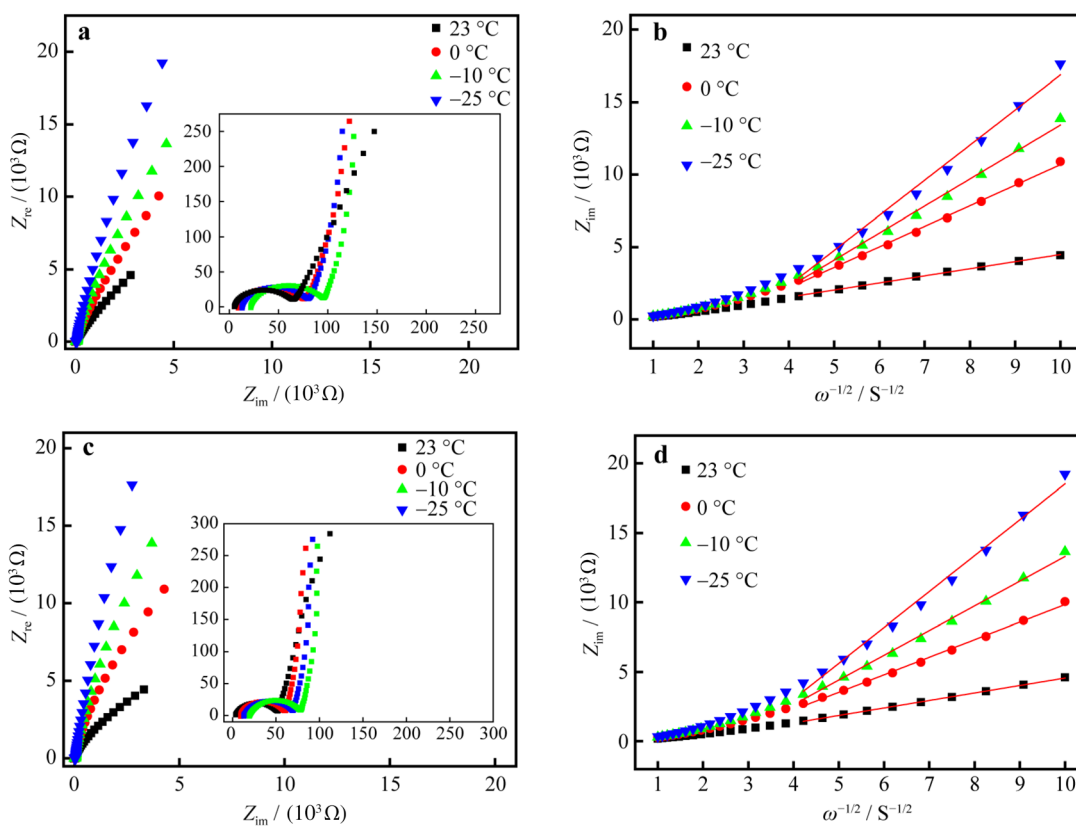 a
23 °C
0 °C
–10 °C
–25 °C
20
15
10
5
0
Z_re / (10³ Ω)
250
200
150
100
50
0
0 50 100 150 200 250
0 5 10 15 20
Z_im / (10³ Ω)
b
23 °C
0 °C
–10 °C
–25 °C
20
15
10
5
0
Z_im / (10³ Ω)
1 2 3 4 5 6 7 8 9 10
ω^−1/2 / S^−1/2
c
23 °C
0 °C
–10 °C
–25 °C
20
15
10
5
0
Z_re / (10³ Ω)
300
250
200
150
100
50
0
0 50 100 150 200 250 300
0 5 10 15 20
Z_im / (10³ Ω)
d
23 °C
0 °C
–10 °C
–25 °C
20
15
10
5
0
Z_im / (10³ Ω)
1 2 3 4 5 6 7 8 9 10
ω^−1/2 / S^−1/2